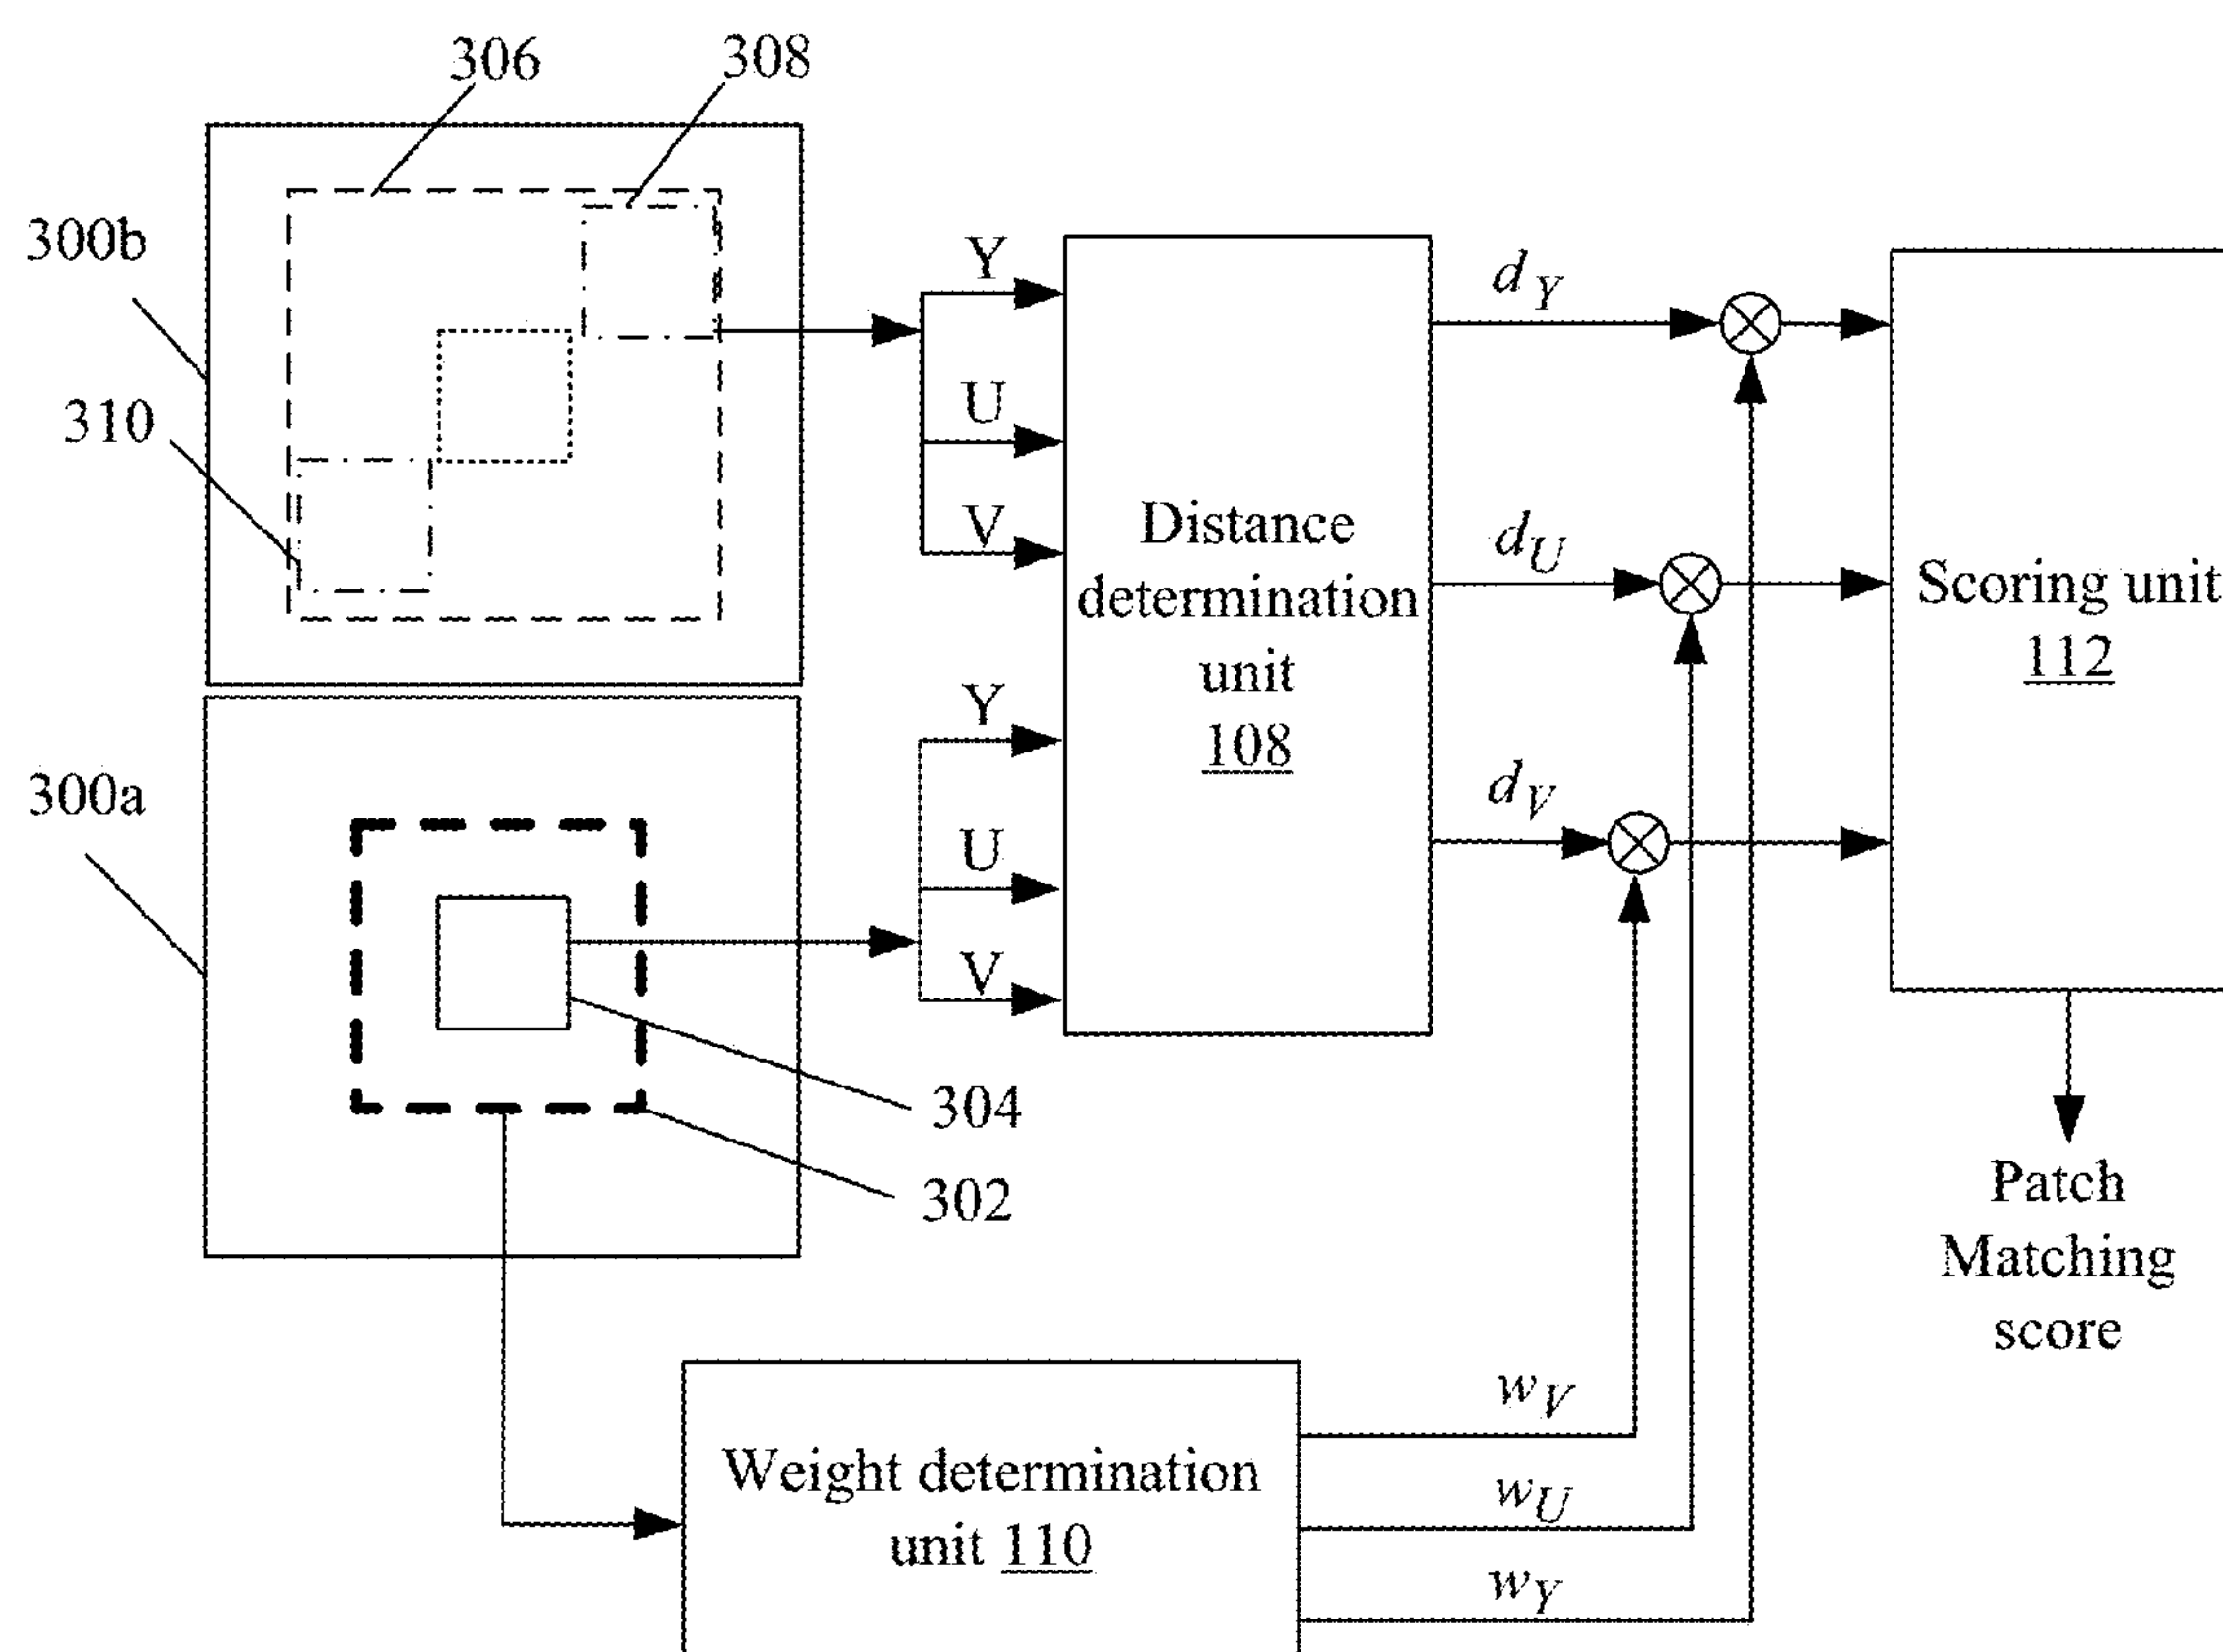 306
308
300b
310
Y
U
V
Distance
determination
unit
108
d_Y
d_U
d_V
Scoring unit
112
300a
Y
U
V
304
302
Patch
Matching
score
Weight determination
unit 110
w_V
w_U
w_Y